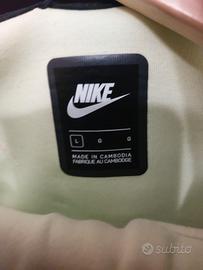 NIKE
L G G
MADE IN CAMBODIA
FABRIQUÉ AU CAMBODGE
subito